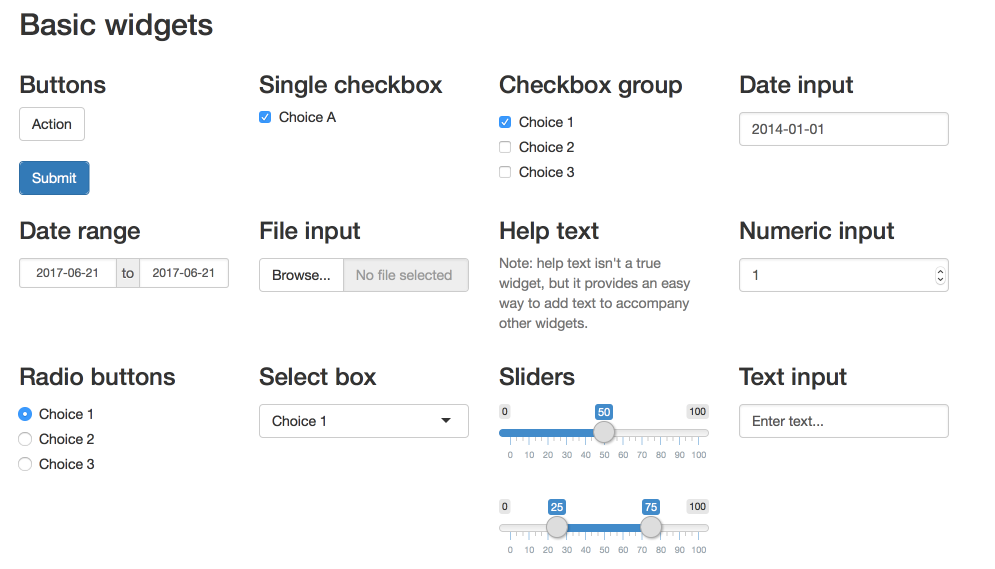 Basic widgets
Buttons
Action
Submit
Single checkbox
Choice A
Checkbox group
Choice 1
Choice 2
Choice 3
Date input
2014-01-01
Date range
2017-06-21 to 2017-06-21
File input
Browse... No file selected
Help text
Note: help text isn't a true
widget, but it provides an easy
way to add text to accompany
other widgets.
Numeric input
1
Radio buttons
Choice 1
Choice 2
Choice 3
Select box
Choice 1
Sliders
0 50 100
0 10 20 30 40 50 60 70 80 90 100
0 25 75 100
0 10 20 30 40 50 60 70 80 90 100
Text input
Enter text...